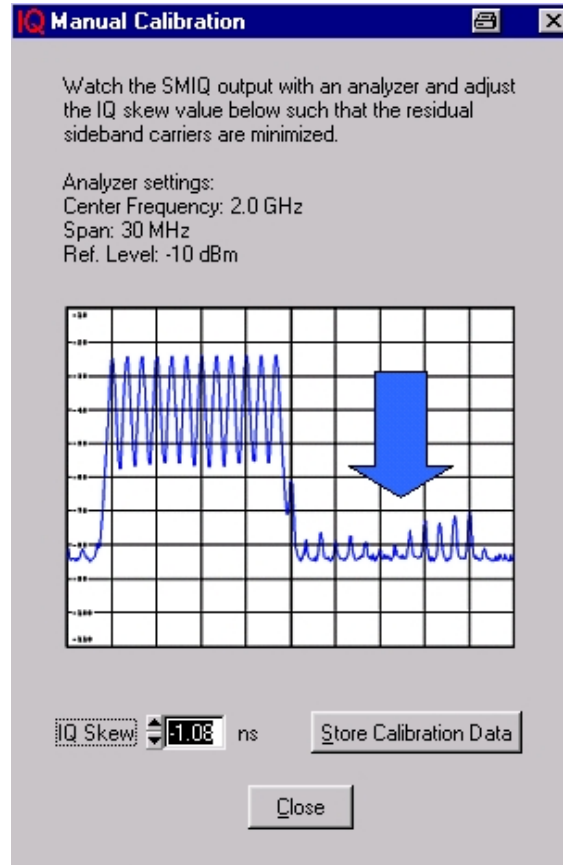 IQ Manual Calibration
Watch the SMIQ output with an analyzer and adjust
the IQ skew value below such that the residual
sideband carriers are minimized.
Analyzer settings:
Center Frequency: 2.0 GHz
Span: 30 MHz
Ref. Level: -10 dBm
IQ Skew
-1.08
ns
Store Calibration Data
Close